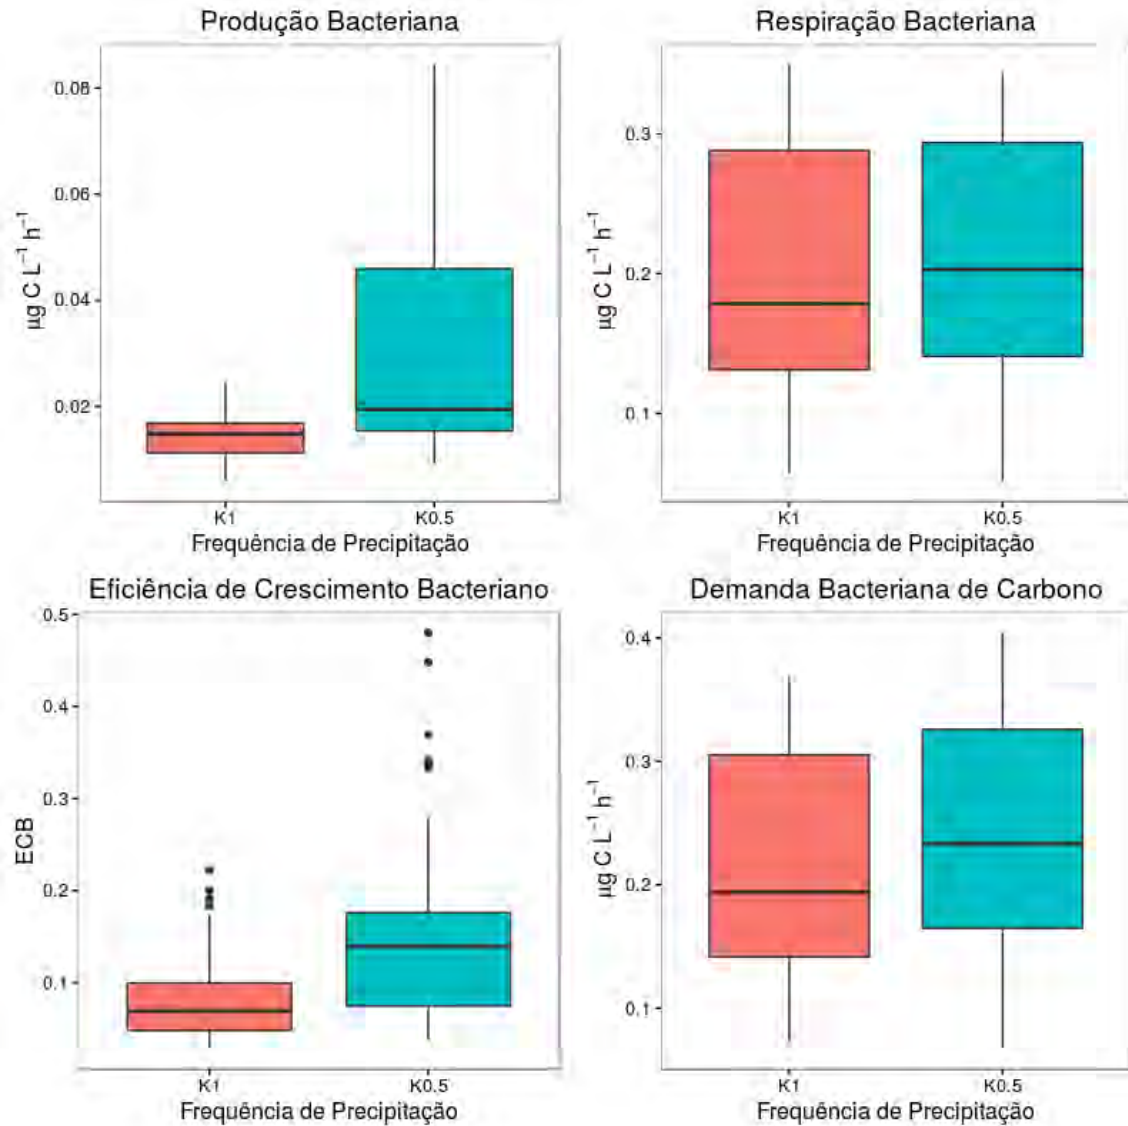 Produção Bacteriana
0.08
0.06
0.04
0.02
µg C L⁻¹ h⁻¹
K1
K0.5
Frequência de Precipitação
Respiração Bacteriana
0.3
0.2
0.1
µg C L⁻¹ h⁻¹
K1
K0.5
Frequência de Precipitação
Eficiência de Crescimento Bacteriano
0.5
0.4
0.3
0.2
0.1
ECB
K1
K0.5
Frequência de Precipitação
Demanda Bacteriana de Carbono
0.4
0.3
0.2
0.1
µg C L⁻¹ h⁻¹
K1
K0.5
Frequência de Precipitação